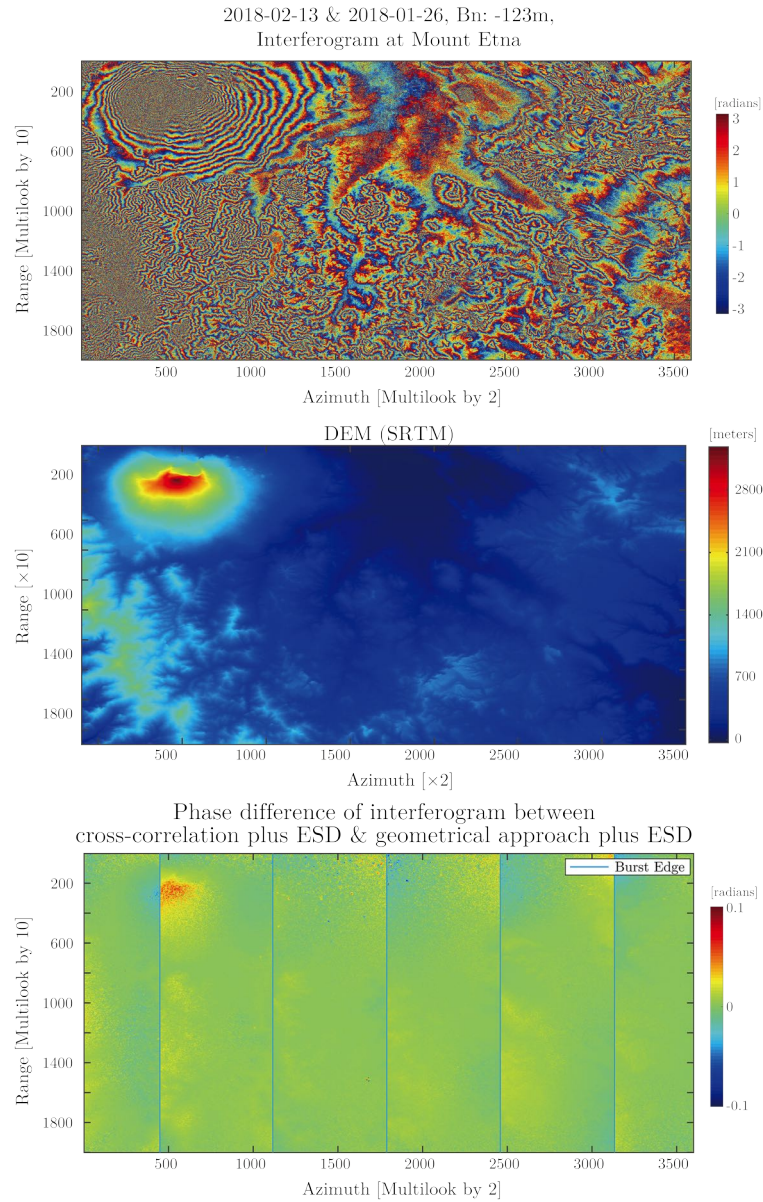 2018-02-13 & 2018-01-26, Bn: -123m,
Interferogram at Mount Etna
[radians]
3
2
1
0
-1
-2
-3
Range [Multilook by 10]
200
600
1000
1400
1800
500 1000 1500 2000 2500 3000 3500
Azimuth [Multilook by 2]
DEM (SRTM)
[meters]
2800
2100
1400
700
0
Range [×10]
200
600
1000
1400
1800
500 1000 1500 2000 2500 3000 3500
Azimuth [×2]
Phase difference of interferogram between
cross-correlation plus ESD & geometrical approach plus ESD
Burst Edge
[radians]
0.1
0
-0.1
Range [Multilook by 10]
200
600
1000
1400
1800
500 1000 1500 2000 2500 3000 3500
Azimuth [Multilook by 2]